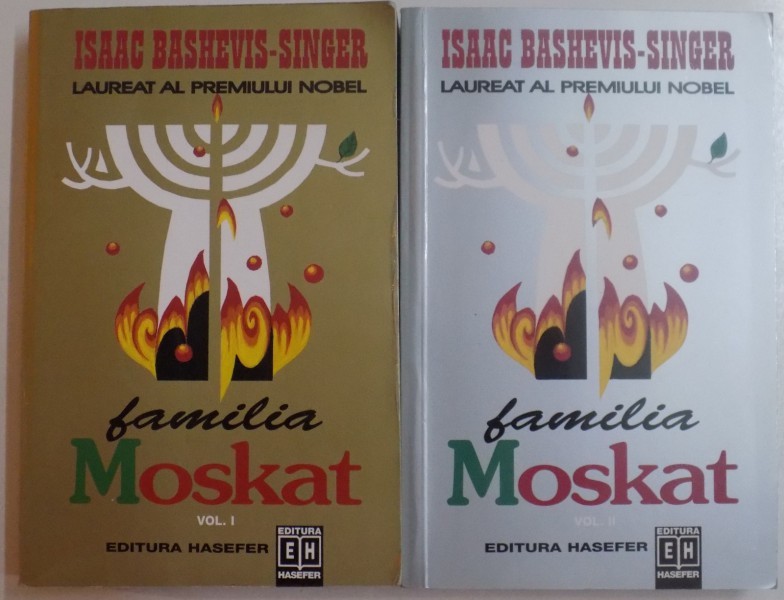 ISAAC BASHEVIS-SINGER
LAUREAT AL PREMIULUI NOBEL
familia
Moskat
VOL. I
EDITURA HASEFER
EDITURA
EH
HASEFER
ISAAC BASHEVIS-SINGER
LAUREAT AL PREMIULUI NOBEL
familia
Moskat
VOL. II
EDITURA HASEFER
EDITURA
EH
HASEFER